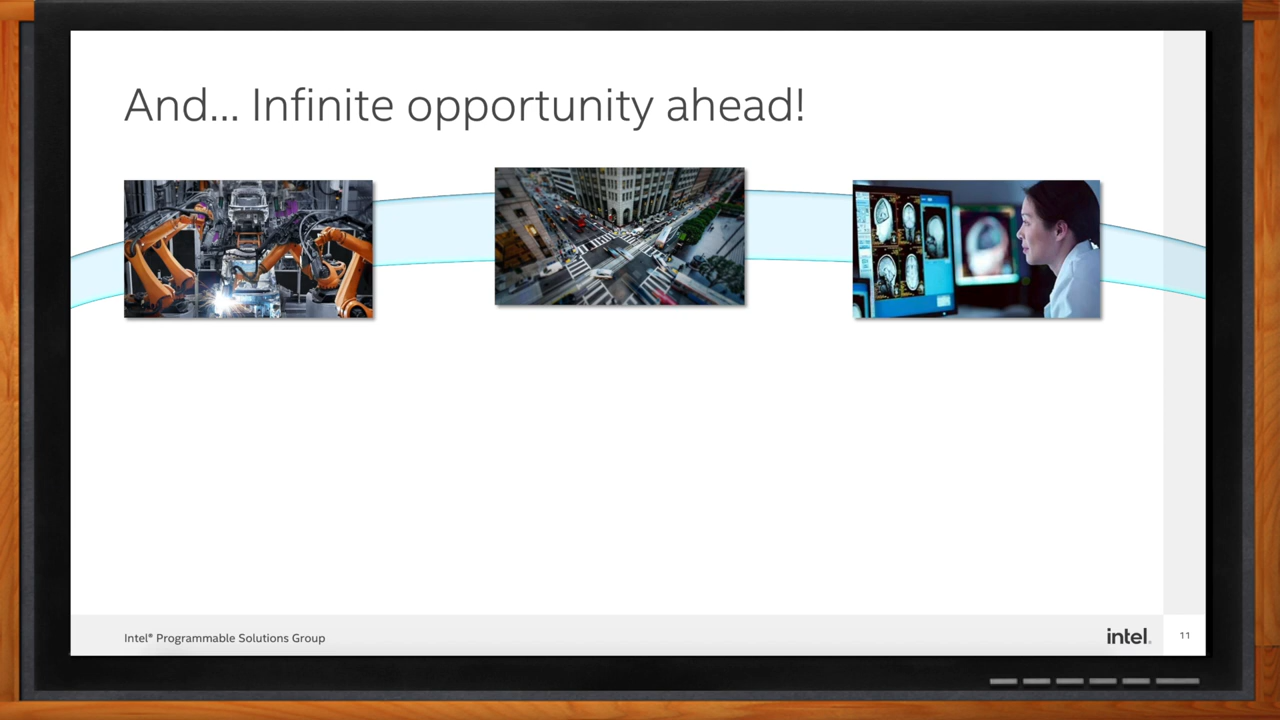 And... Infinite opportunity ahead!
Intel® Programmable Solutions Group
intel.
11